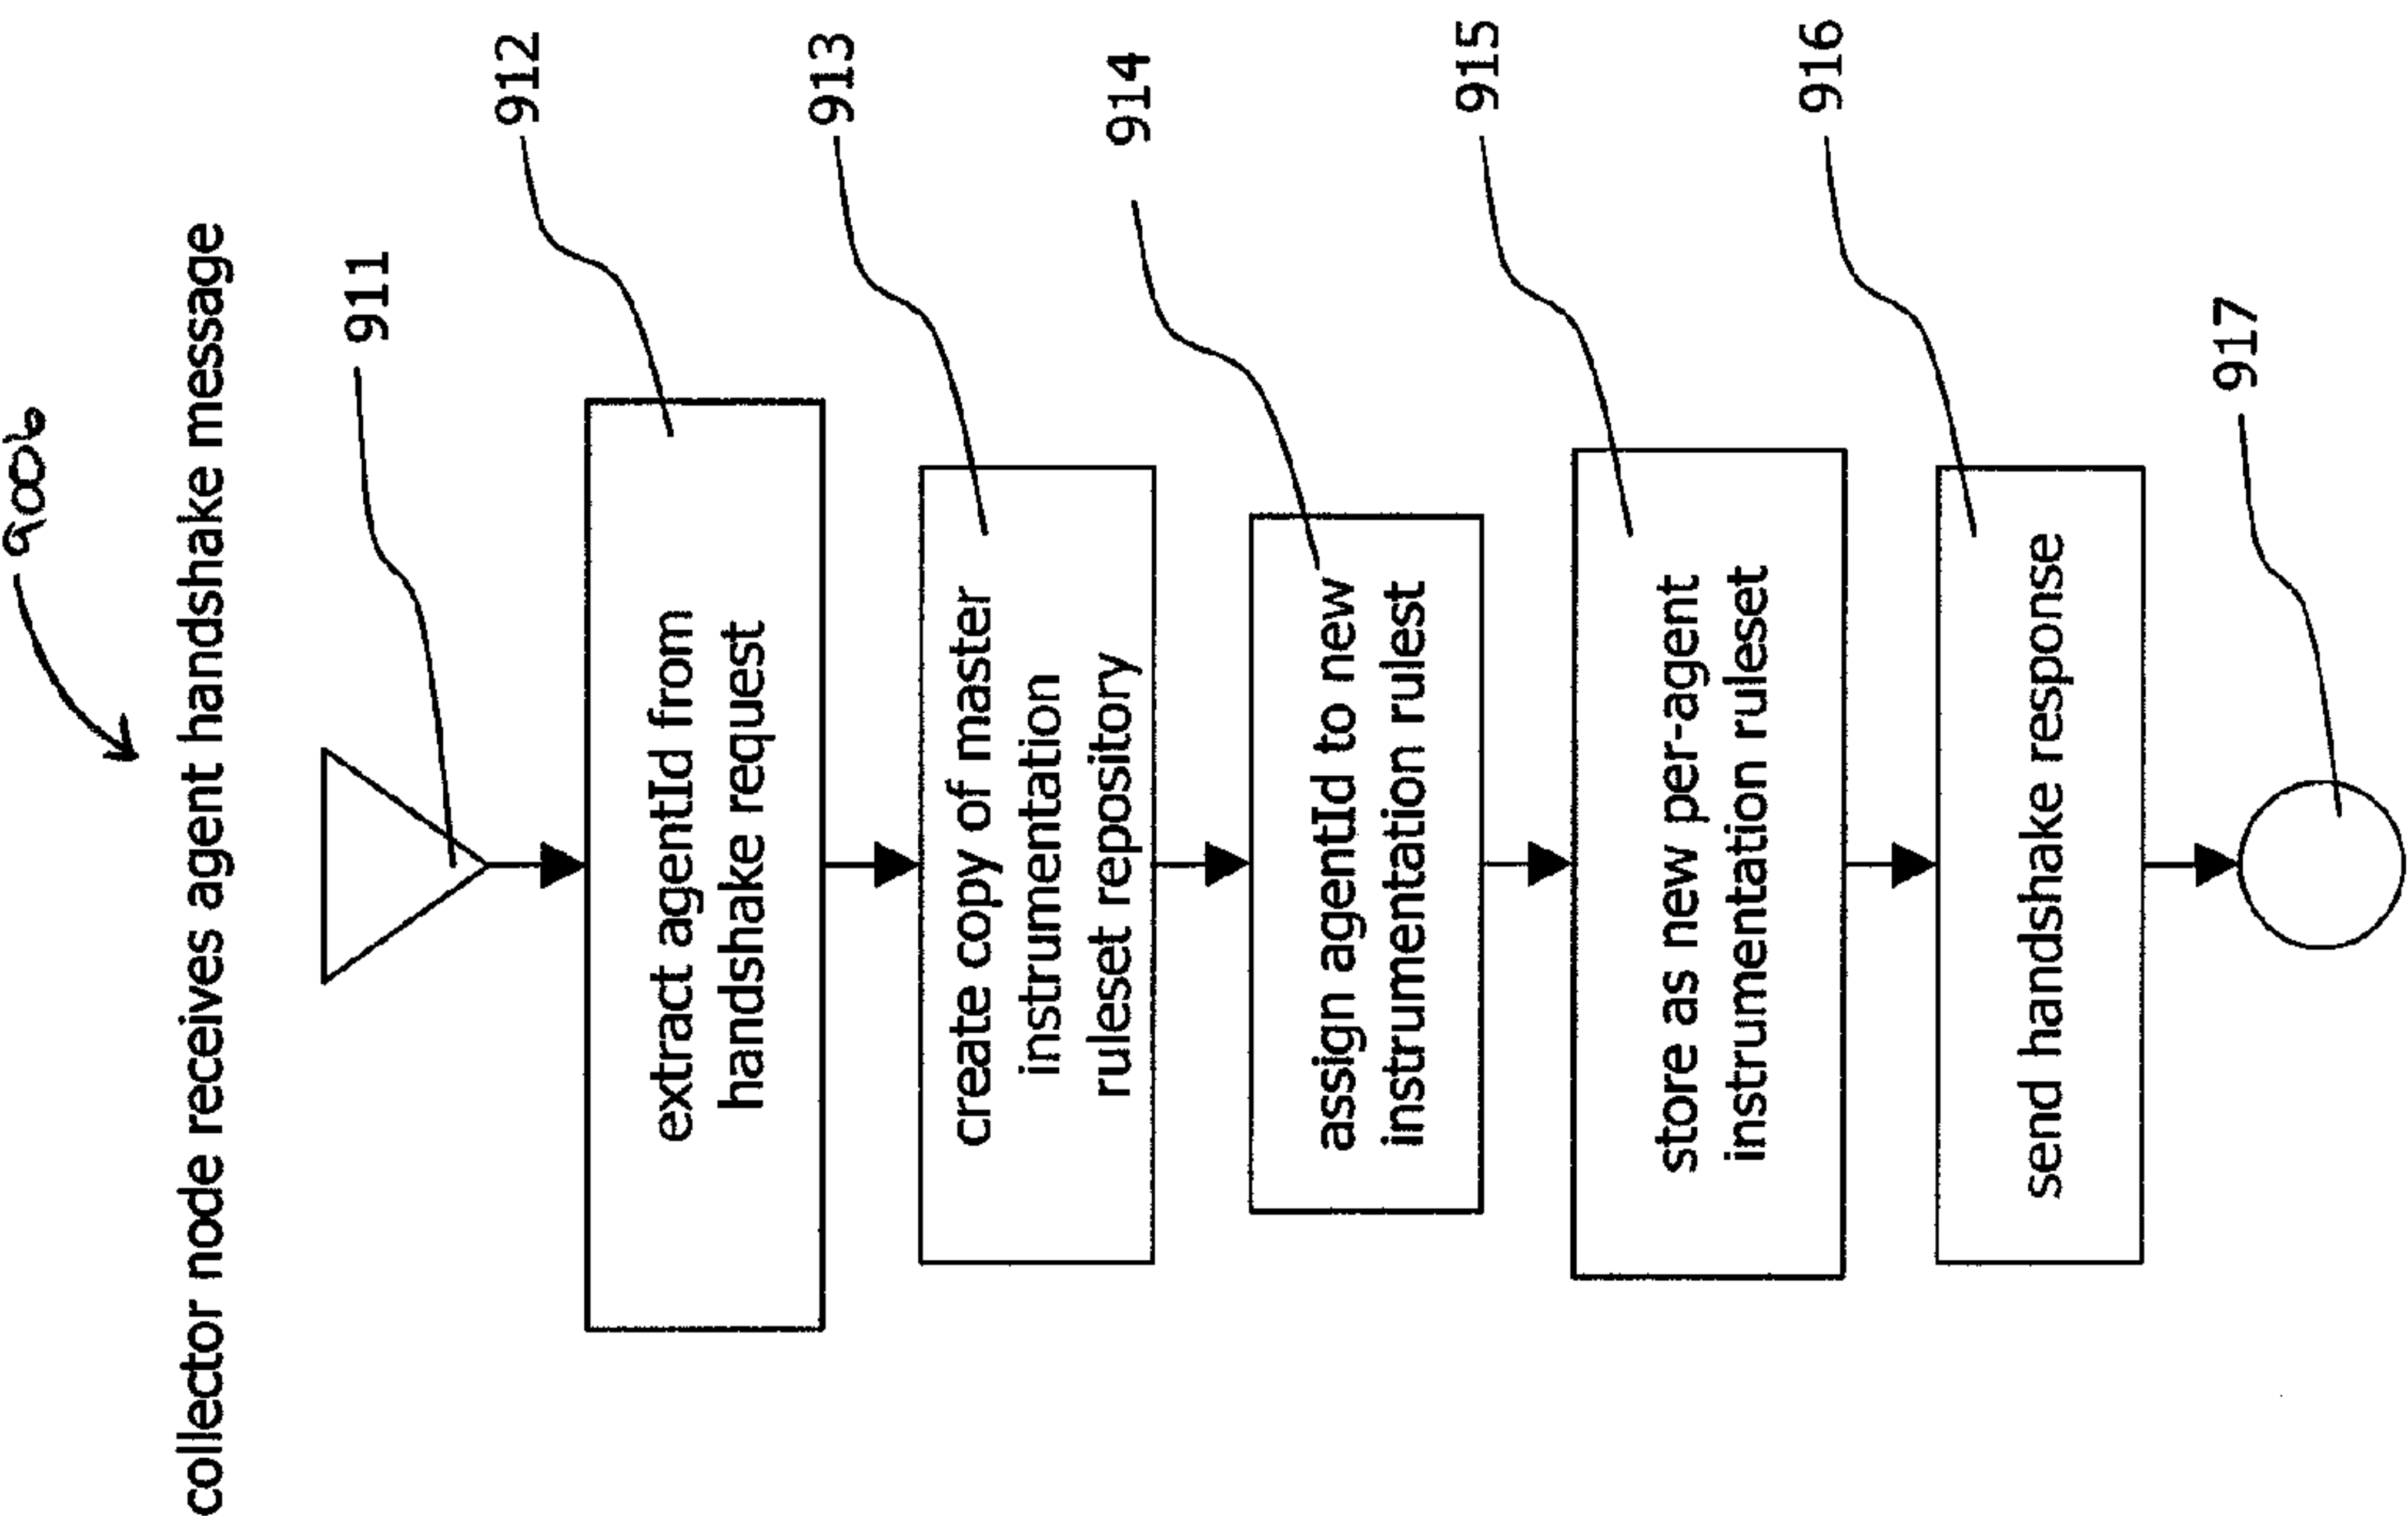 900b
collector node receives agent handshake message
911
912
extract agentId from
handshake request
913
create copy of master
instrumentation
ruleset repository
914
assign agentId to new
instrumentation rulest
915
store as new per-agent
instrumentation ruleset
916
send handshake response
917